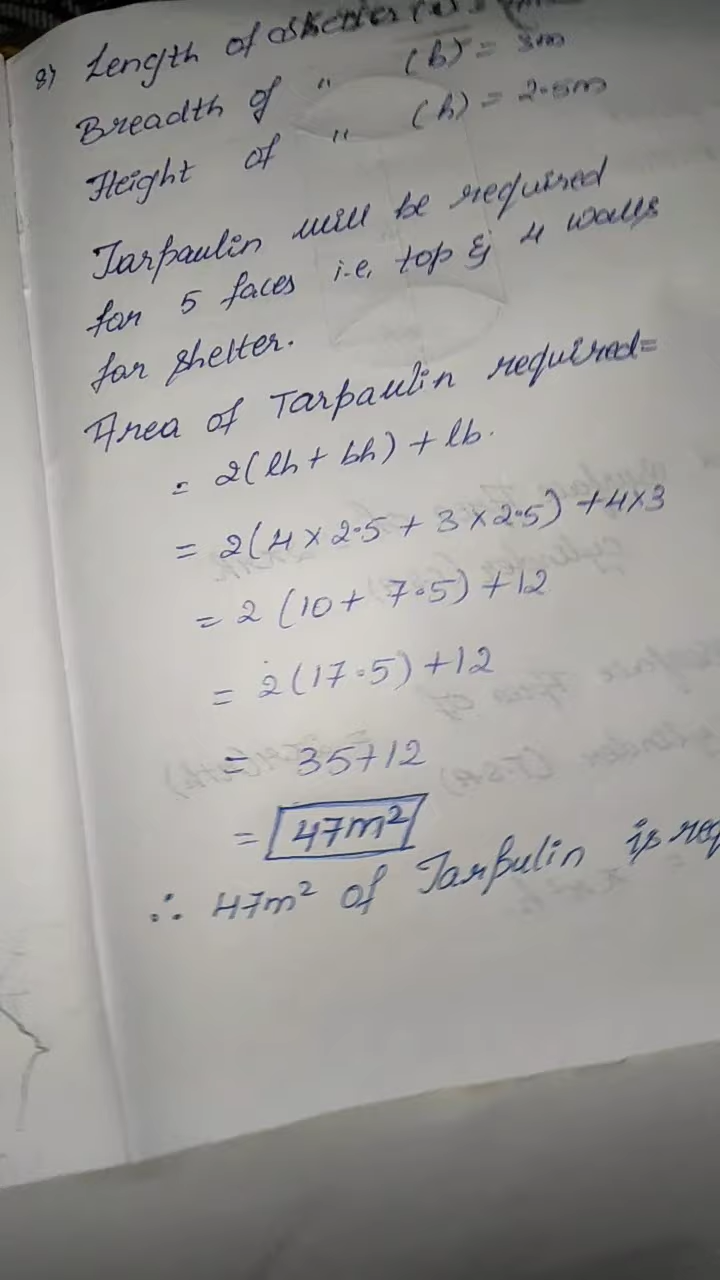 8) Length of shelter (l) =
Breadth of " (b) = 3m
Height of " (h) = 2.5m
Tarpaulin will be required
for 5 faces i.e, top & 4 walls
for shelter.
Area of Tarpaulin required=
= 2(lh + bh) + lb.
= 2(4 × 2.5 + 3 × 2.5) + 4×3
= 2 (10 + 7.5) + 12
= 2(17.5) + 12
= 35+12
= 47m²
∴ 47m² of Tarpulin is req